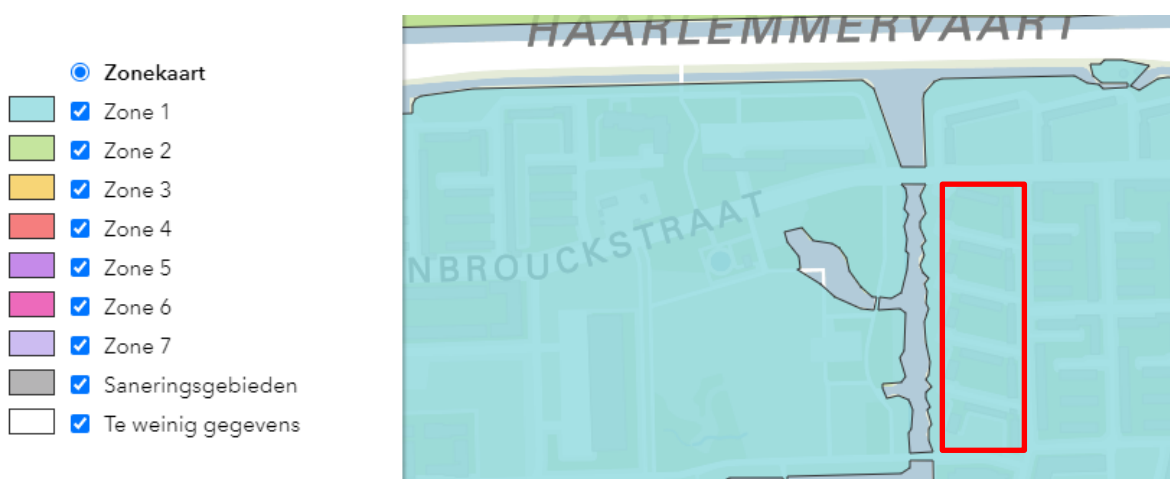 Zonekaart
Zone 1
Zone 2
Zone 3
Zone 4
Zone 5
Zone 6
Zone 7
Saneringsgebieden
Te weinig gegevens
HAARLEMMERVAART
NBROUCKSTRAAT